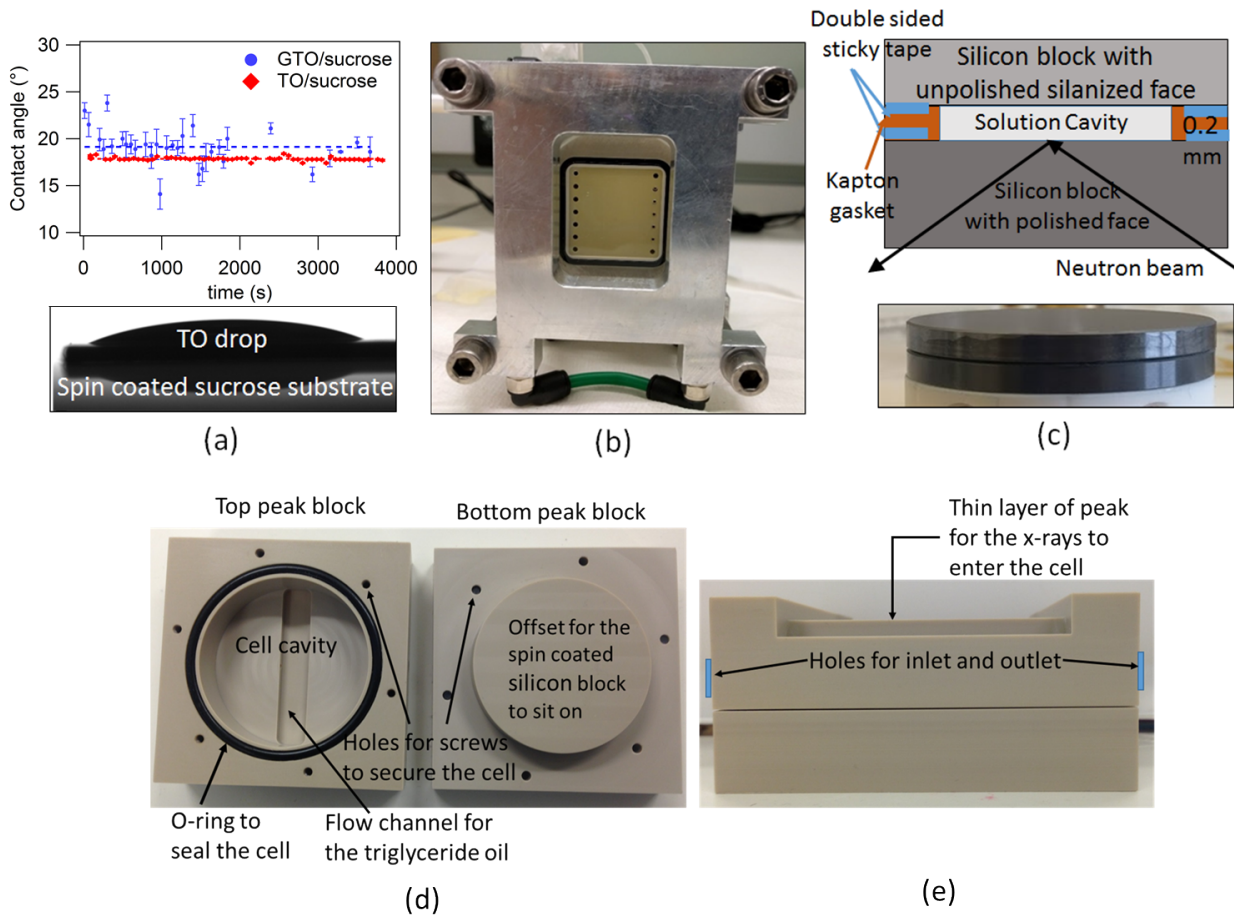 30
25
20
15
10
Contact angle (°)
GTO/sucrose
TO/sucrose
0
1000
2000
3000
4000
time (s)
TO drop
Spin coated sucrose substrate
(a)
(b)
Double sided
sticky tape
Silicon block with
unpolished silanized face
Solution Cavity
0.2
mm
Kapton
gasket
Silicon block
with polished face
Neutron beam
(c)
Top peak block
Bottom peak block
Cell cavity
Offset for the
spin coated
silicon block
to sit on
Holes for screws
to secure the cell
O-ring to
seal the cell
Flow channel for
the triglyceride oil
(d)
Thin layer of peak
for the x-rays to
enter the cell
Holes for inlet and outlet
(e)